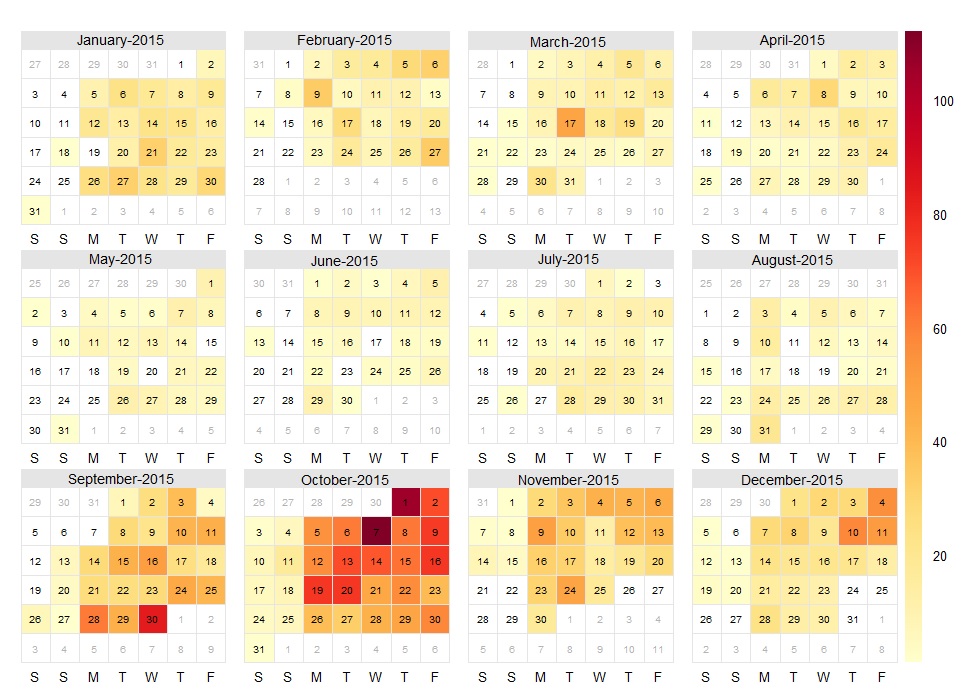 January-2015 February-2015 March-2015 April-2015
27 28 29 30 31 1 2 31 1 2 3 4 5 6 28 1 2 3 4 5 6 28 29 30 31 1 2 3
3 4 5 6 7 8 9 7 8 9 10 11 12 13 7 8 9 10 11 12 13 4 5 6 7 8 9 10
100
10 11 12 13 14 15 16 14 15 16 17 18 19 20 14 15 16 17 18 19 20 11 12 13 14 15 16 17
17 18 19 20 21 22 23 21 22 23 24 25 26 27 21 22 23 24 25 26 27 18 19 20 21 22 23 24
24 25 26 27 28 29 30 28 1 2 3 4 5 6 28 29 30 31 1 2 3 25 26 27 28 29 30 1
31 1 2 3 4 5 6 7 8 9 10 11 12 13 4 5 6 7 8 9 10 2 3 4 5 6 7 8
80
S S M T W T F S S M T W T F S S M T W T F S S M T W T F
May-2015 June-2015 July-2015 August-2015
25 26 27 28 29 30 1 30 31 1 2 3 4 5 27 28 29 30 1 2 3 25 26 27 28 29 30 31
2 3 4 5 6 7 8 6 7 8 9 10 11 12 4 5 6 7 8 9 10 1 2 3 4 5 6 7
60
9 10 11 12 13 14 15 13 14 15 16 17 18 19 11 12 13 14 15 16 17 8 9 10 11 12 13 14
16 17 18 19 20 21 22 20 21 22 23 24 25 26 18 19 20 21 22 23 24 15 16 17 18 19 20 21
23 24 25 26 27 28 29 27 28 29 30 1 2 3 25 26 27 28 29 30 31 22 23 24 25 26 27 28
30 31 1 2 3 4 5 4 5 6 7 8 9 10 1 2 3 4 5 6 7 29 30 31 1 2 3 4
40
S S M T W T F S S M T W T F S S M T W T F S S M T W T F
September-2015 October-2015 November-2015 December-2015
29 30 31 1 2 3 4 26 27 28 29 30 1 2 31 1 2 3 4 5 6 28 29 30 1 2 3 4
5 6 7 8 9 10 11 3 4 5 6 7 8 9 7 8 9 10 11 12 13 5 6 7 8 9 10 11
20
12 13 14 15 16 17 18 10 11 12 13 14 15 16 14 15 16 17 18 19 20 12 13 14 15 16 17 18
19 20 21 22 23 24 25 17 18 19 20 21 22 23 21 22 23 24 25 26 27 19 20 21 22 23 24 25
26 27 28 29 30 1 2 24 25 26 27 28 29 30 28 29 30 1 2 3 4 26 27 28 29 30 31 1
3 4 5 6 7 8 9 31 1 2 3 4 5 6 5 6 7 8 9 10 11 2 3 4 5 6 7 8
S S M T W T F S S M T W T F S S M T W T F S S M T W T F